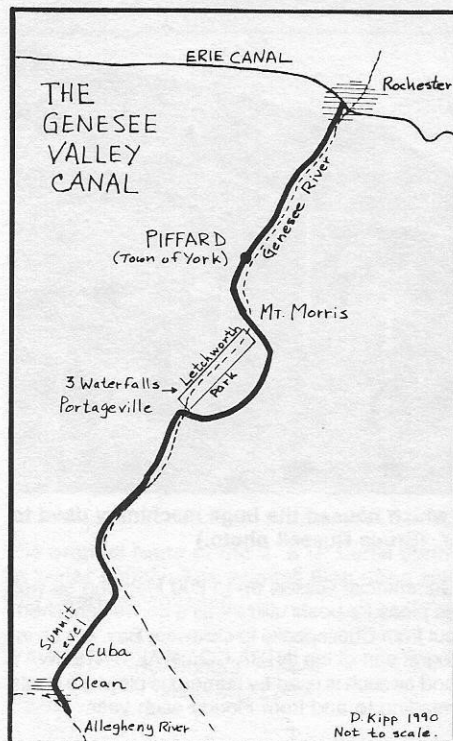 ERIE CANAL
Rochester
THE
GENESEE
VALLEY
CANAL
Genesee River
PIFFARD
(Town of York)
MT. MORRIS
Letchworth
Park
3 Waterfalls →
Portageville
Summit
Level
Cuba
Olean
Allegheny River
D. Kipp 1990
Not to scale.